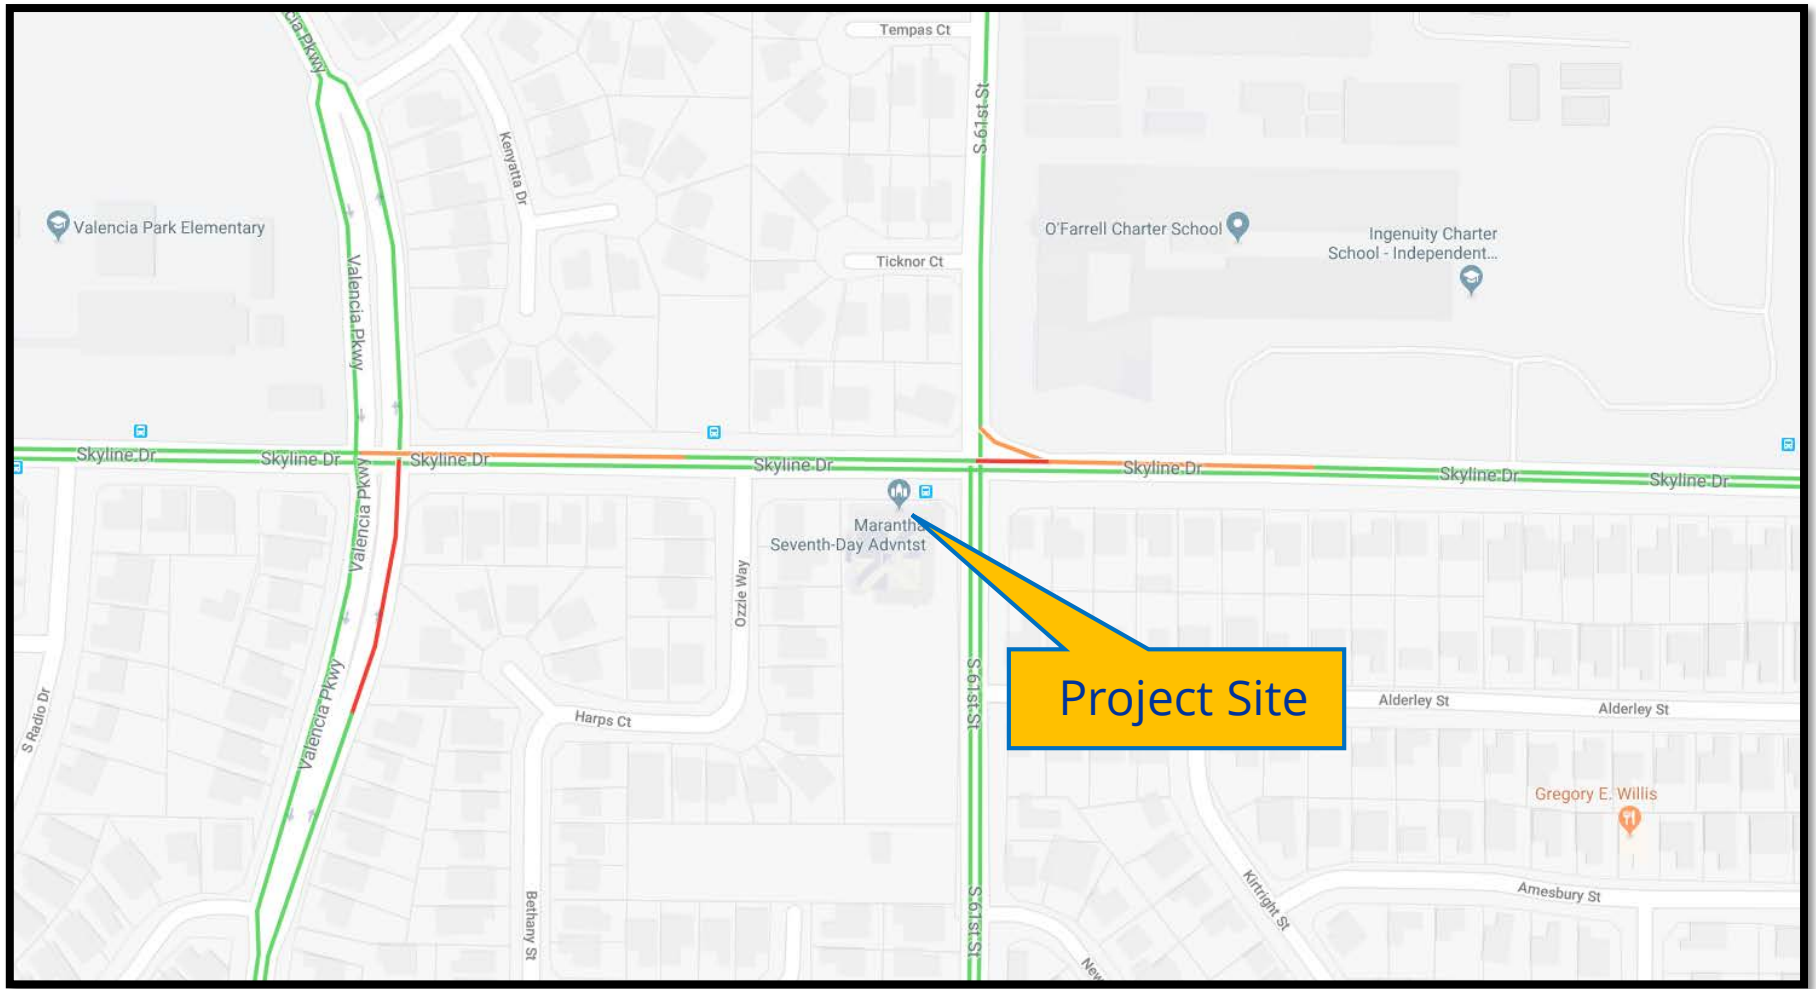 Tempas Ct
cia Pkwy
S 61st St
Kenyatta Dr
Valencia Park Elementary
O'Farrell Charter School
Ingenuity Charter
School - Independent...
Ticknor Ct
Valencia Pkwy
Skyline Dr
Skyline Dr
Skyline Dr
Skyline Dr
Skyline Dr
Skyline Dr
Skyline Dr
Valencia Pkwy
Marantha
Seventh-Day Advntst
Ozzie Way
Project Site
S 61st St
Valencia Pkwy
S Radio Dr
Harps Ct
Alderley St
Alderley St
Gregory E. Willis
Bethany St
S 61st St
Kirtright St
Amesbury St
New